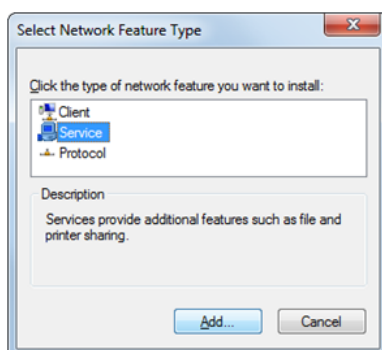 Select Network Feature Type
Click the type of network feature you want to install:
Client
Service
Protocol
Description
Services provide additional features such as file and
printer sharing.
Add...
Cancel